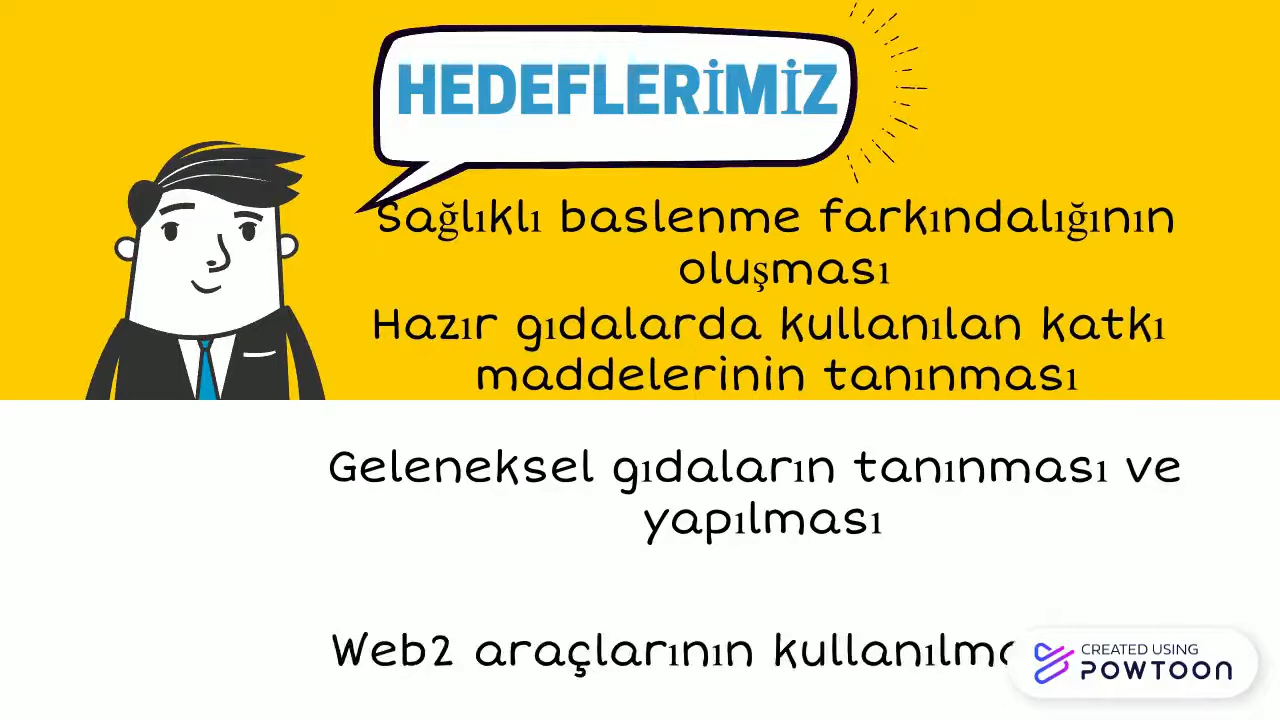 HEDEFLERİMİZ
Sağlıklı baslenme farkındalığının
oluşması
Hazır gıdalarda kullanılan katkı
maddelerinin tanınması
Geleneksel gıdaların tanınması ve
yapılması
Web2 araçlarının
CREATED USING
POWTOON